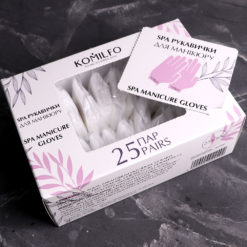 KOMILFO
SPA РУКАВИЧКИ
ДЛЯ МАНІКЮРУ
SPA MANICURE
GLOVES
25 ПАР
PAIRS
SPA РУКАВИЧКИ
ДЛЯ МАНІКЮРУ
SPA MANICURE GLOVES